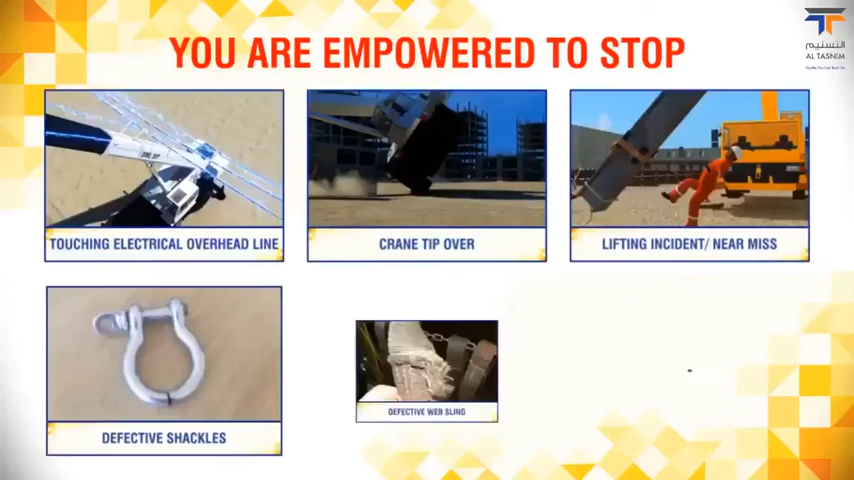 YOU ARE EMPOWERED TO STOP
التسنيم
AL TASNIM
TOUCHING ELECTRICAL OVERHEAD LINE
CRANE TIP OVER
LIFTING INCIDENT/ NEAR MISS
DEFECTIVE SHACKLES
DEFECTIVE WEB SLING